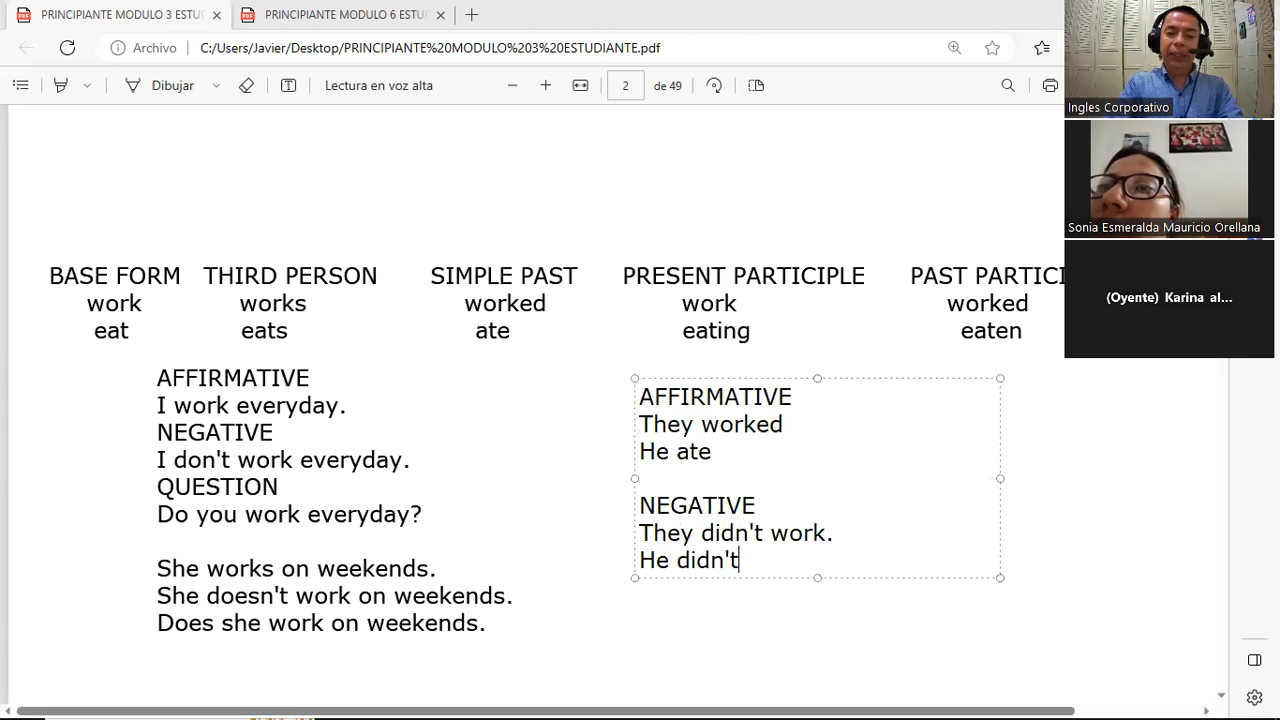 PRINCIPIANTE MODULO 3 ESTU
PRINCIPIANTE MODULO 6 ESTU
Archivo C:/Users/Javier/Desktop/PRINCIPIANTE%20MODULO%203%20ESTUDIANTE.pdf
Dibujar Lectura en voz alta 2 de 49
Ingles Corporativo
Sonia Esmeralda Mauricio Orellana
(Oyente) Karina al...
BASE FORM THIRD PERSON SIMPLE PAST PRESENT PARTICIPLE PAST PARTICI
work works worked work worked
eat eats ate eating eaten
AFFIRMATIVE
I work everyday.
NEGATIVE
I don't work everyday.
QUESTION
Do you work everyday?
She works on weekends.
She doesn't work on weekends.
Does she work on weekends.
AFFIRMATIVE
They worked
He ate
NEGATIVE
They didn't work.
He didn't